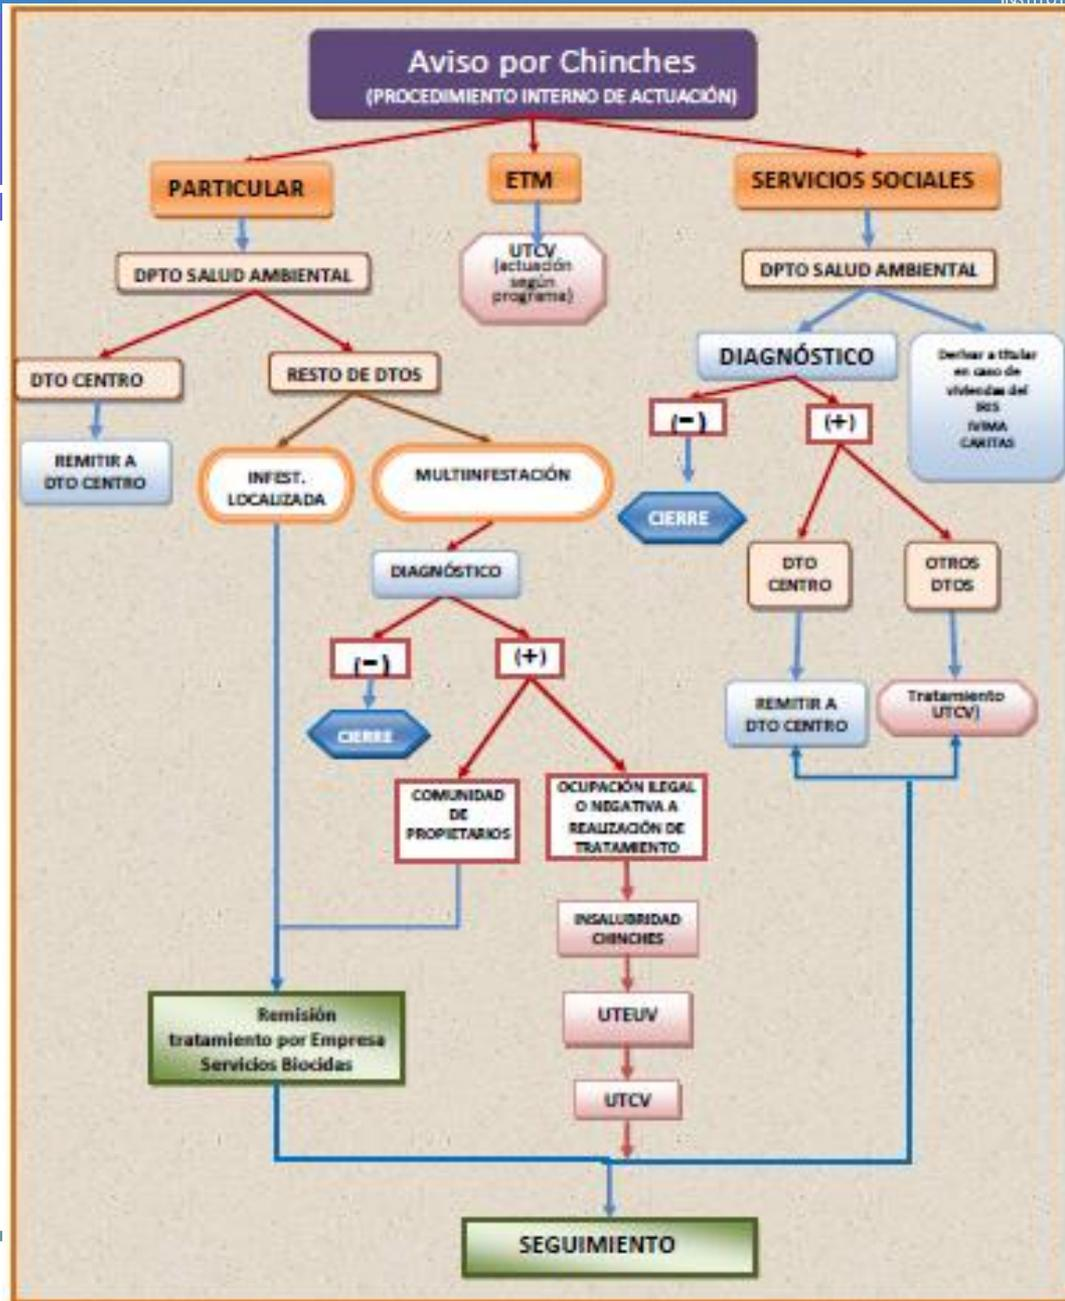 Aviso por Chinches
(PROCEDIMIENTO INTERNO DE ACTUACIÓN)
PARTICULAR
ETM
SERVICIOS SOCIALES
DPTO SALUD AMBIENTAL
UTCV
(actuación
según
programa)
DPTO SALUD AMBIENTAL
DTO CENTRO
RESTO DE DTOS
DIAGNÓSTICO
Derivar a titular
en caso de
viviendas del
IRIS
IVIMA
CARITAS
(-)
(+)
REMITIR A
DTO CENTRO
INFEST.
LOCALIZADA
MULTIINFESTACIÓN
CIERRE
DIAGNÓSTICO
DTO
CENTRO
OTROS
DTOS
(-)
(+)
CIERRE
REMITIR A
DTO CENTRO
Tratamiento
UTCV)
COMUNIDAD
DE
PROPIETARIOS
OCUPACIÓN ILEGAL
O NEGATIVA A
REALIZACIÓN DE
TRATAMIENTO
INSALUBRIDAD
CHINCHES
Remisión
tratamiento por Empresa
Servicios Biocidas
UTEUV
UTCV
SEGUIMIENTO